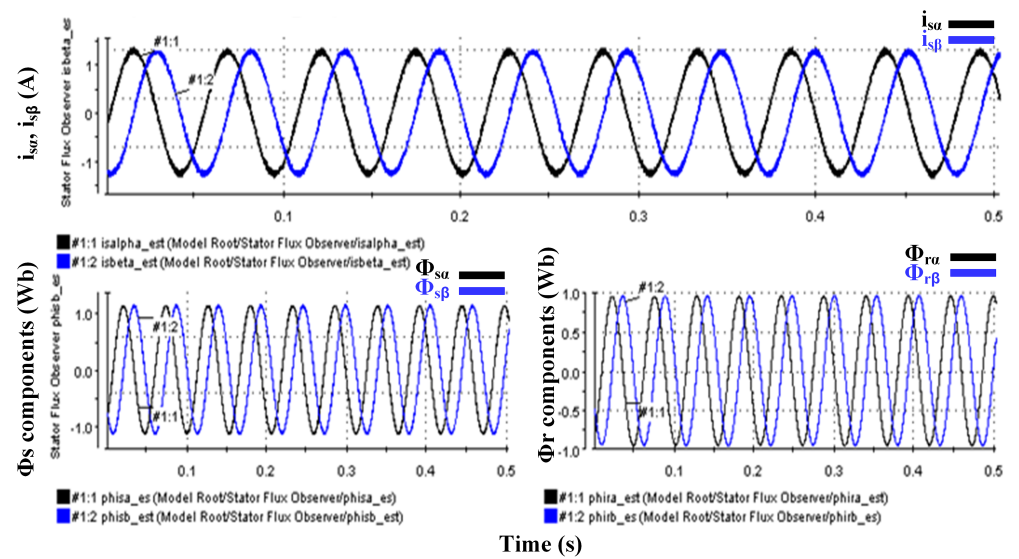 isα
isβ
isα, isβ (A)
Stator Flux Observer isbeta_es
1
0
-1
#1:1
#1:2
0.1 0.2 0.3 0.4 0.5
#1:1 isalpha_est (Model Root/Stator Flux Observer/isalpha_est)
#1:2 isbeta_est (Model Root/Stator Flux Observer/isbeta_est)
Φsα
Φsβ
Φs components (Wb)
Stator Flux Observer phisb_es
1.0
0.0
-1.0
#1:2
#1:1
0.1 0.2 0.3 0.4 0.5
#1:1 phisa_es (Model Root/Stator Flux Observer/phisa_es)
#1:2 phisb_est (Model Root/Stator Flux Observer/phisb_est)
Φrα
Φrβ
Φr components (Wb)
1.0
0.5
0.0
-0.5
-1.0
#1:2
#1:1
0.1 0.2 0.3 0.4 0.5
#1:1 phira_est (Model Root/Stator Flux Observer/phira_est)
#1:2 phirb_es (Model Root/Stator Flux Observer/phirb_es)
Time (s)